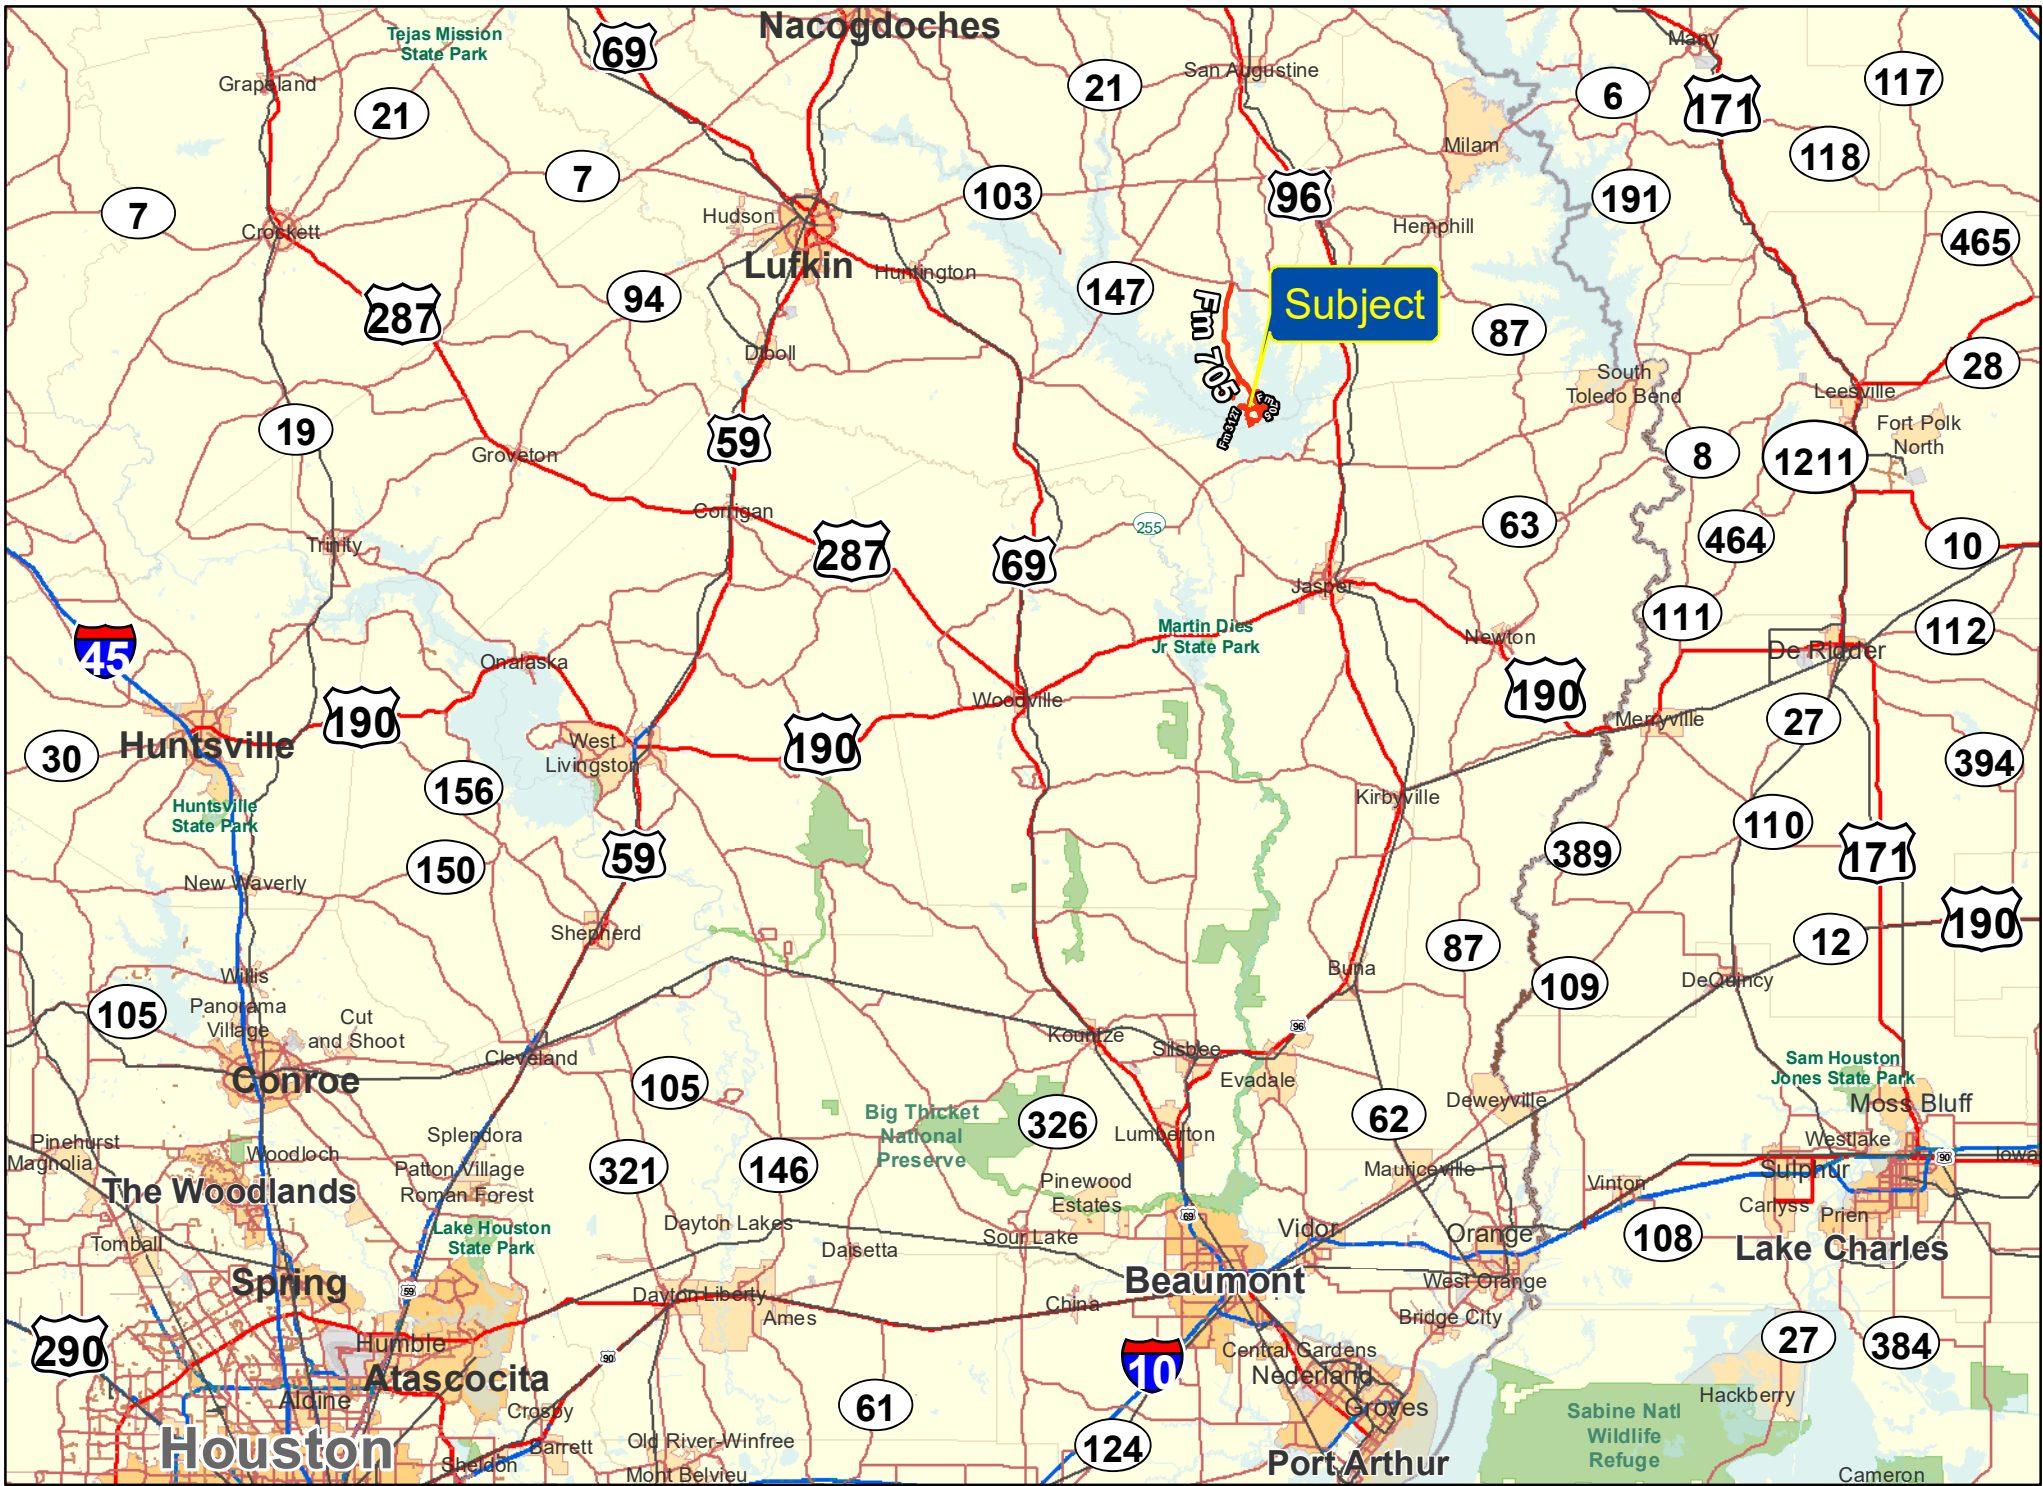 Nacogdoches
Tejas Mission
State Park
69
Many
San Augustine
Grapeland
21
21
6
171
117
Milam
118
7
7
103
96
191
Hudson
Crockett
Hemphill
465
Lufkin
Huntington
147
94
287
Fm 705
Subject
87
Diboll
28
South
Toledo Bend
Leesville
Fm 3127
19
59
Fort Polk
North
Groveton
8
1211
Corrigan
255
63
464
10
Trinity
287
69
Jasper
111
112
Martin Dies
Jr State Park
Newton
45
Onalaska
De Ridder
190
Woodville
190
Merryville
27
Huntsville
30
West
Livingston
190
394
156
Kirbyville
Huntsville
State Park
110
59
150
389
171
New Waverly
Shepherd
87
12
190
Willis
Buna
109
DeQuincy
105
Panorama
Village
Cut
and Shoot
96
Kountze
Silsbee
Cleveland
Sam Houston
Jones State Park
Conroe
105
Evadale
Deweyville
Moss Bluff
Big Thicket
National
Preserve
326
62
Lumberton
Pinehurst
Magnolia
Splendora
Westlake
Woodloch
Patton Village
321
146
Mauriceville
Sulphur
90
Iowa
The Woodlands
Roman Forest
Pinewood
Estates
Vinton
Carlyss
Prien
69
Lake Houston
State Park
Dayton Lakes
Sour Lake
Vidor
Orange
108
Lake Charles
Tomball
Daisetta
Spring
59
Beaumont
West Orange
Dayton
Liberty
China
Ames
Bridge City
290
Humble
90
10
Central Gardens
27
384
Atascocita
Nederland
Aldine
Crosby
61
Groves
Hackberry
Houston
Barrett
Old River-Winfree
124
Sabine Natl
Wildlife
Refuge
Sheldon
Mont Belvieu
Port Arthur
Cameron